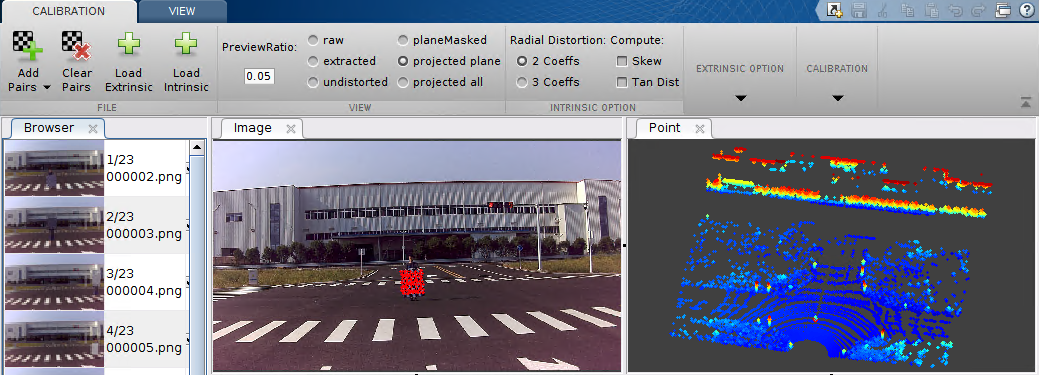 CALIBRATION
VIEW
Add
Pairs
Clear
Pairs
Load
Extrinsic
Load
Intrinsic
FILE
PreviewRatio:
0.05
raw
extracted
undistorted
planeMasked
projected plane
projected all
VIEW
Radial Distortion:
2 Coeffs
3 Coeffs
Compute:
Skew
Tan Dist
INTRINSIC OPTION
EXTRINSIC OPTION
CALIBRATION
Browser
Image
Point
1/23
000002.png
2/23
000003.png
3/23
000004.png
4/23
000005.png